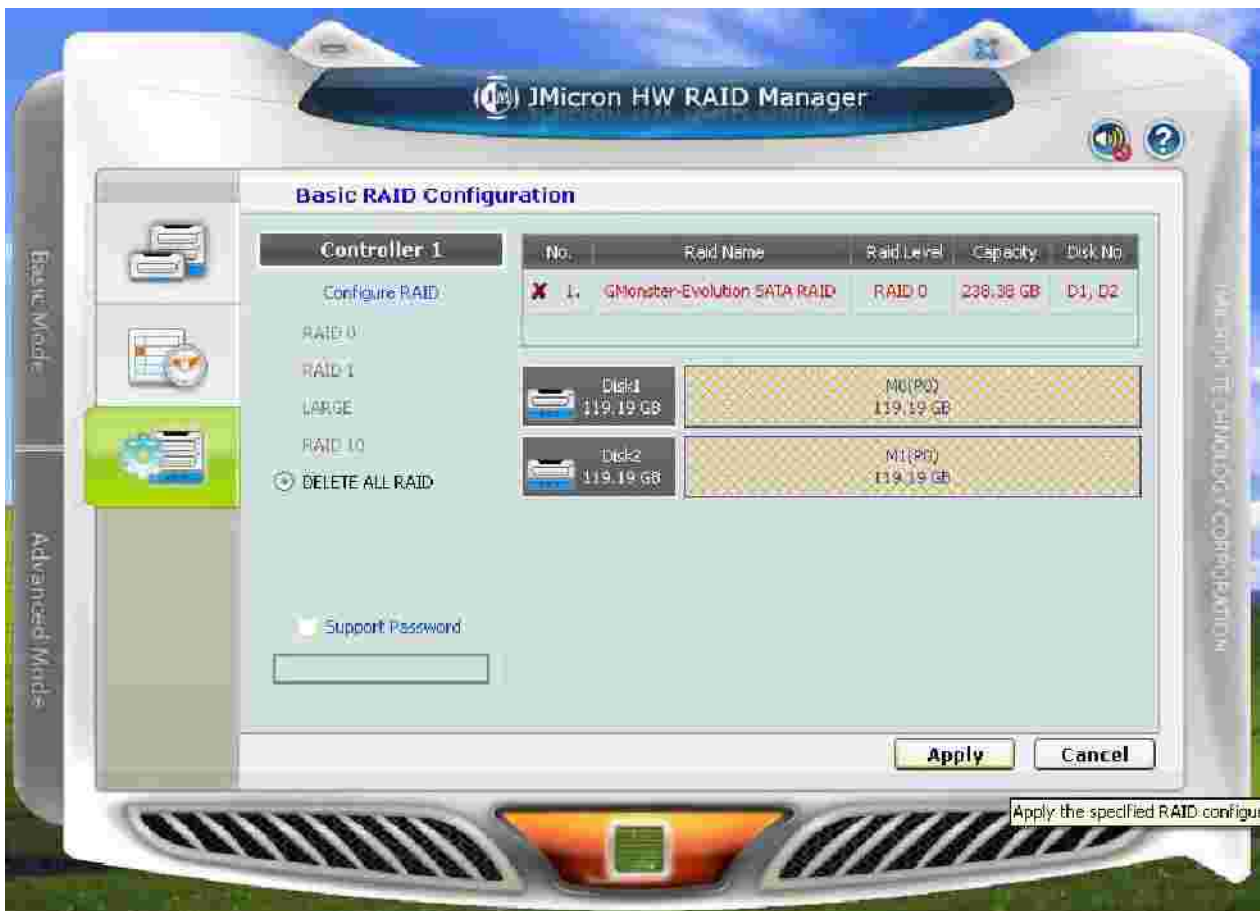 JMicron HW RAID Manager
Basic Mode
Advanced Mode
Basic RAID Configuration
Controller 1
Configure RAID
RAID 0
RAID 1
LARGE
RAID 10
DELETE ALL RAID
Support Password
No. Raid Name Raid Level Capacity Disk No
1. GMonster-Evolution SATA RAID RAID 0 238.38 GB D1, D2
Disk1
119.19 GB
M0(P0)
119.19 GB
Disk2
119.19 GB
M1(P0)
119.19 GB
Apply Cancel
Apply the specified RAID configu
JMICRON TECHNOLOGY CORPORATION